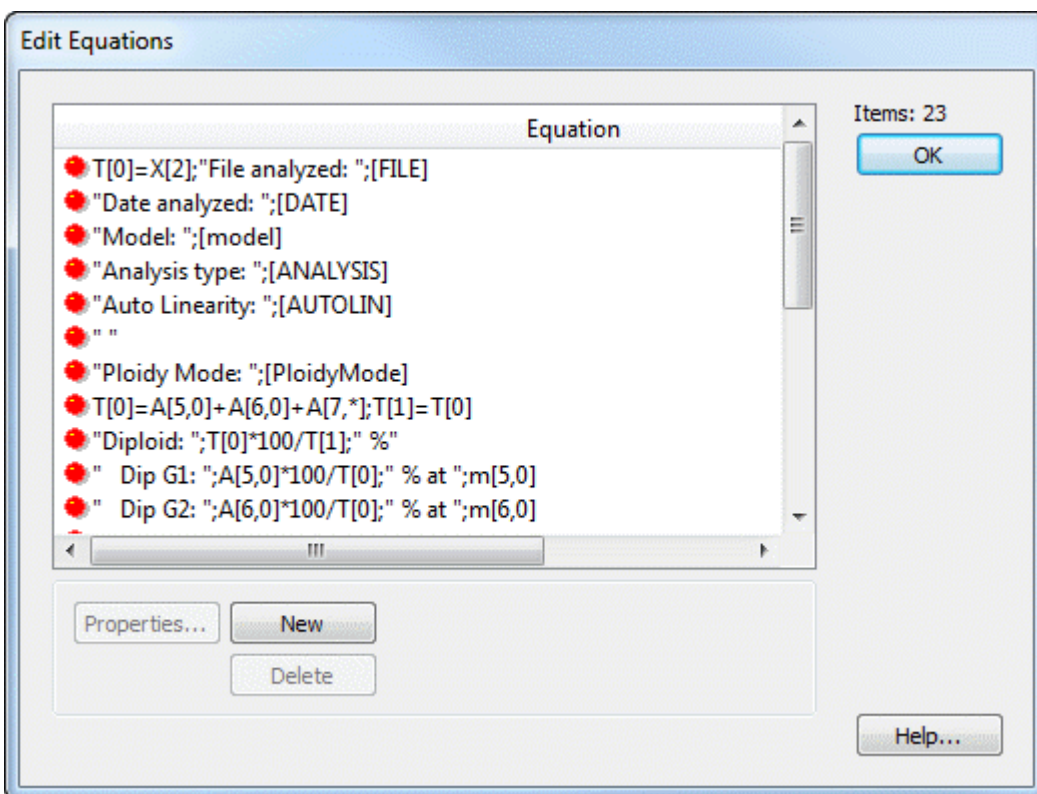 Edit Equations
Equation
T[0]=X[2];"File analyzed: ";[FILE]
"Date analyzed: ";[DATE]
"Model: ";[model]
"Analysis type: ";[ANALYSIS]
"Auto Linearity: ";[AUTOLIN]
" "
"Ploidy Mode: ";[PloidyMode]
T[0]=A[5,0]+A[6,0]+A[7,*];T[1]=T[0]
"Diploid: ";T[0]*100/T[1];" %"
"   Dip G1: ";A[5,0]*100/T[0];" % at ";m[5,0]
"   Dip G2: ";A[6,0]*100/T[0];" % at ";m[6,0]
Items: 23
OK
Properties...
New
Delete
Help...